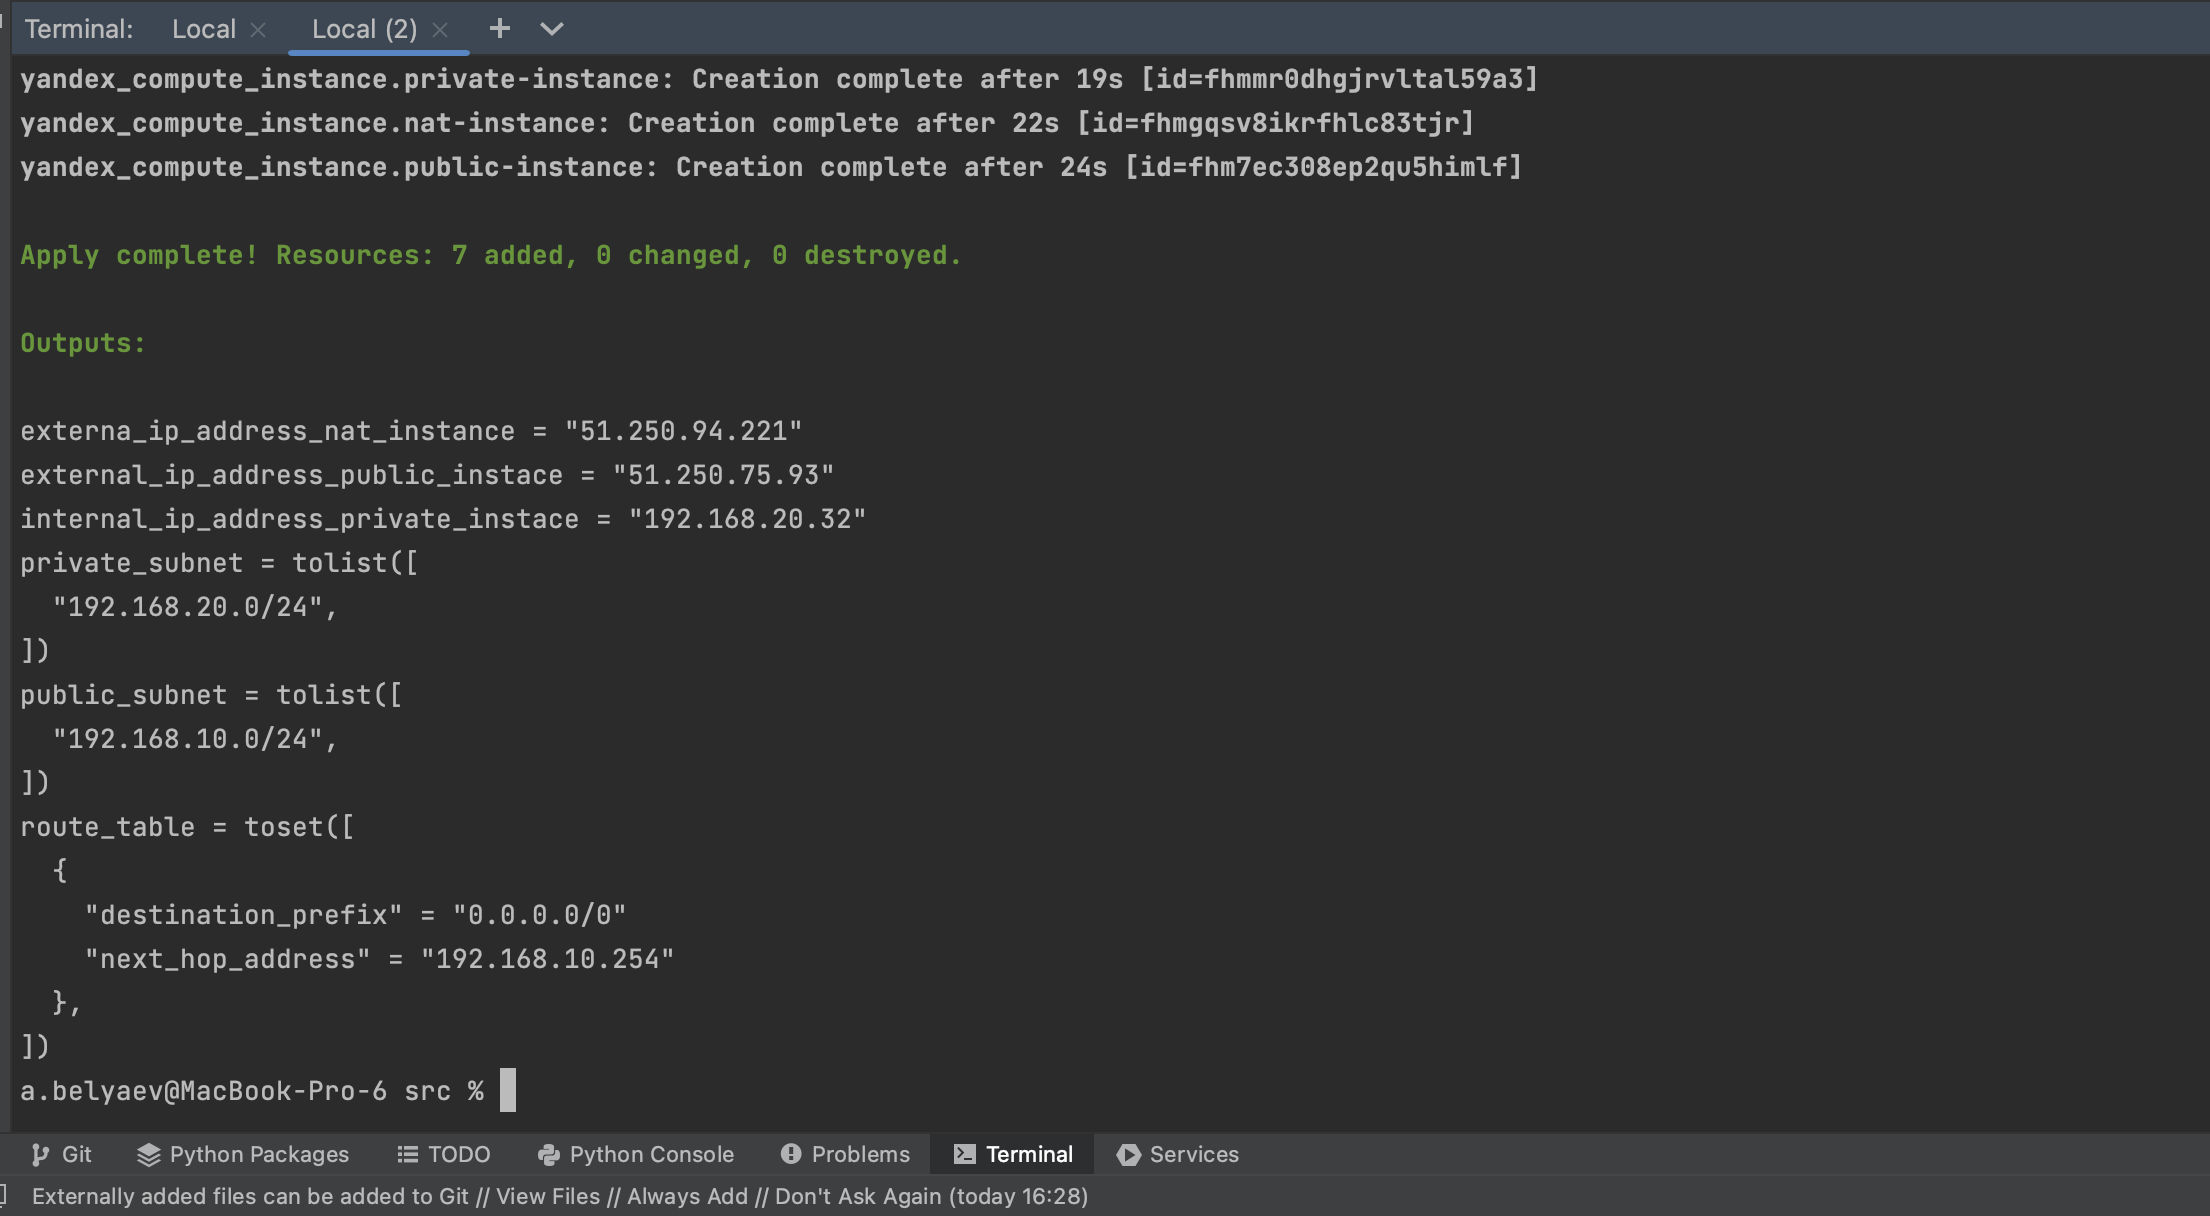 Terminal: Local Local (2)
yandex_compute_instance.private-instance: Creation complete after 19s [id=fhmmr0dhgjrvltal59a3]
yandex_compute_instance.nat-instance: Creation complete after 22s [id=fhmgqsv8ikrfhlc83tjr]
yandex_compute_instance.public-instance: Creation complete after 24s [id=fhm7ec308ep2qu5himlf]
Apply complete! Resources: 7 added, 0 changed, 0 destroyed.
Outputs:
externa_ip_address_nat_instance = "51.250.94.221"
external_ip_address_public_instace = "51.250.75.93"
internal_ip_address_private_instace = "192.168.20.32"
private_subnet = tolist([
  "192.168.20.0/24",
])
public_subnet = tolist([
  "192.168.10.0/24",
])
route_table = toset([
  {
    "destination_prefix" = "0.0.0.0/0"
    "next_hop_address" = "192.168.10.254"
  },
])
a.belyaev@MacBook-Pro-6 src %
Git Python Packages TODO Python Console Problems Terminal Services
Externally added files can be added to Git // View Files // Always Add // Don't Ask Again (today 16:28)